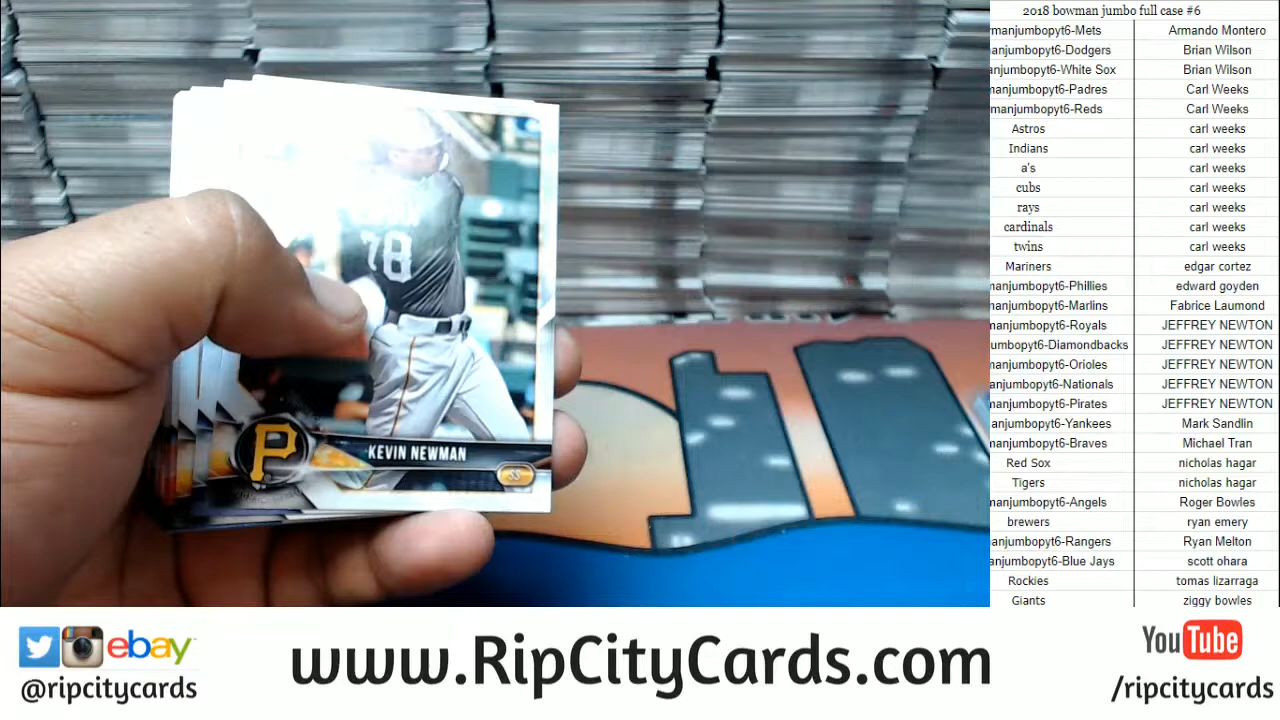 2018 bowman jumbo full case #6
manjumbopyt6-Mets Armando Montero
anjumbopyt6-Dodgers Brian Wilson
anjumbopyt6-White Sox Brian Wilson
manjumbopyt6-Padres Carl Weeks
manjumbopyt6-Reds Carl Weeks
Astros carl weeks
Indians carl weeks
a's carl weeks
cubs carl weeks
rays carl weeks
cardinals carl weeks
twins carl weeks
Mariners edgar cortez
manjumbopyt6-Phillies edward goyden
manjumbopyt6-Marlins Fabrice Laumond
manjumbopyt6-Royals JEFFREY NEWTON
umbopyt6-Diamondbacks JEFFREY NEWTON
manjumbopyt6-Orioles JEFFREY NEWTON
anjumbopyt6-Nationals JEFFREY NEWTON
manjumbopyt6-Pirates JEFFREY NEWTON
manjumbopyt6-Yankees Mark Sandlin
manjumbopyt6-Braves Michael Tran
Red Sox nicholas hagar
Tigers nicholas hagar
manjumbopyt6-Angels Roger Bowles
brewers ryan emery
anjumbopyt6-Rangers Ryan Melton
anjumbopyt6-Blue Jays scott ohara
Rockies tomas lizarraga
Giants ziggy bowles
78
P
KEVIN NEWMAN
SS
ebay
@ripcitycards
www.RipCityCards.com
YouTube
/ripcitycards